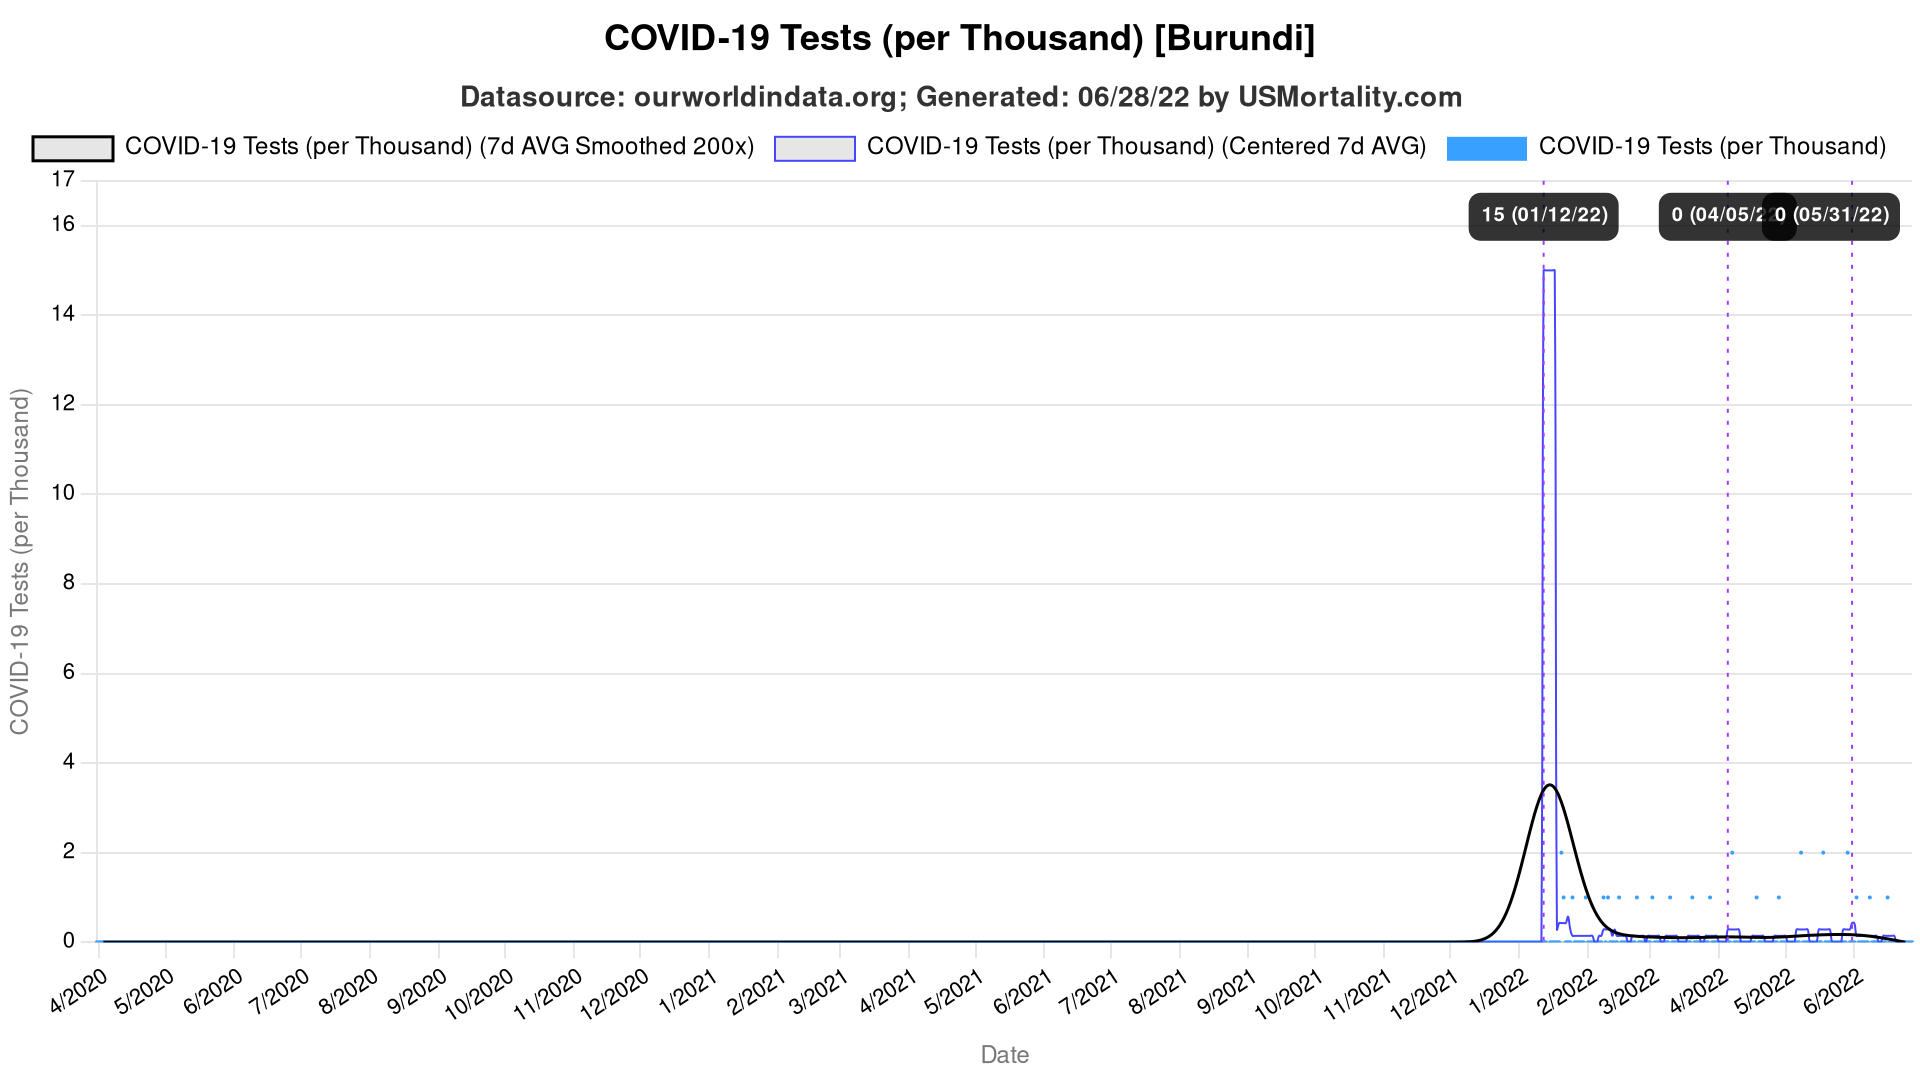 COVID-19 Tests (per Thousand) [Burundi]
Datasource: ourworldindata.org; Generated: 06/28/22 by USMortality.com
COVID-19 Tests (per Thousand) (7d AVG Smoothed 200x) COVID-19 Tests (per Thousand) (Centered 7d AVG) COVID-19 Tests (per Thousand)
17
16
14
12
10
8
6
4
2
0
COVID-19 Tests (per Thousand)
15 (01/12/22) 0 (04/05/22) 0 (05/31/22)
4/2020 5/2020 6/2020 7/2020 8/2020 9/2020 10/2020 11/2020 12/2020 1/2021 2/2021 3/2021 4/2021 5/2021 6/2021 7/2021 8/2021 9/2021 10/2021 11/2021 12/2021 1/2022 2/2022 3/2022 4/2022 5/2022 6/2022
Date